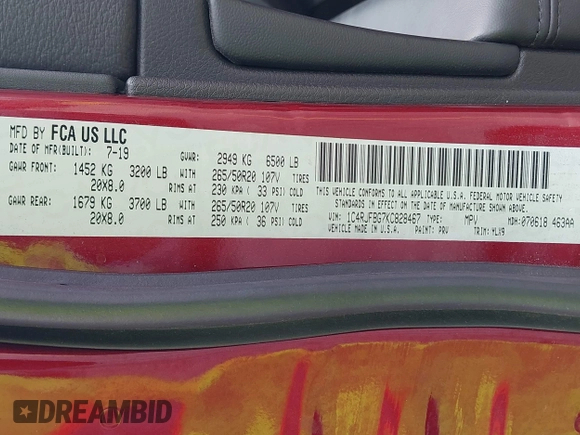 MFD BY FCA US LLC
DATE OF MFR(BUILT): 7-19 GVWR: 2949 KG 6500 LB
GAWR FRONT: 1452 KG 3200 LB 265/50R20 107V TIRES
20X8.0 RIMS AT 230 KPA ( 33 PSI) COLD
GAWR REAR: 1679 KG 3700 LB 265/50R20 107V TIRES
20X8.0 RIMS AT 250 KPA ( 36 PSI) COLD
THIS VEHICLE CONFORMS TO ALL APPLICABLE U.S.A. FEDERAL MOTOR VEHICLE SAFETY
STANDARDS IN EFFECT ON THE DATE OF MANUFACTURE SHOWN ABOVE.
VIN: 1C4RJFBG7KC828467 TYPE: MPV MDH: 070618 463AA
VEHICLE MADE IN U.S.A. PAINT: PRV TRIM: YLX9
DREAMBID